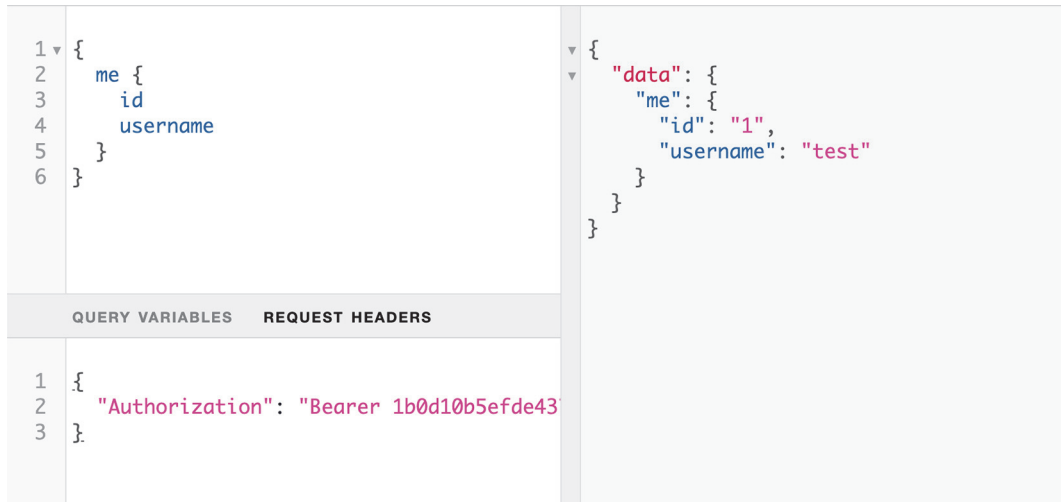 1 {
2 me {
3 id
4 username
5 }
6 }
QUERY VARIABLES REQUEST HEADERS
1 {
2 "Authorization": "Bearer 1b0d10b5efde43
3 }
{
"data": {
"me": {
"id": "1",
"username": "test"
}
}
}